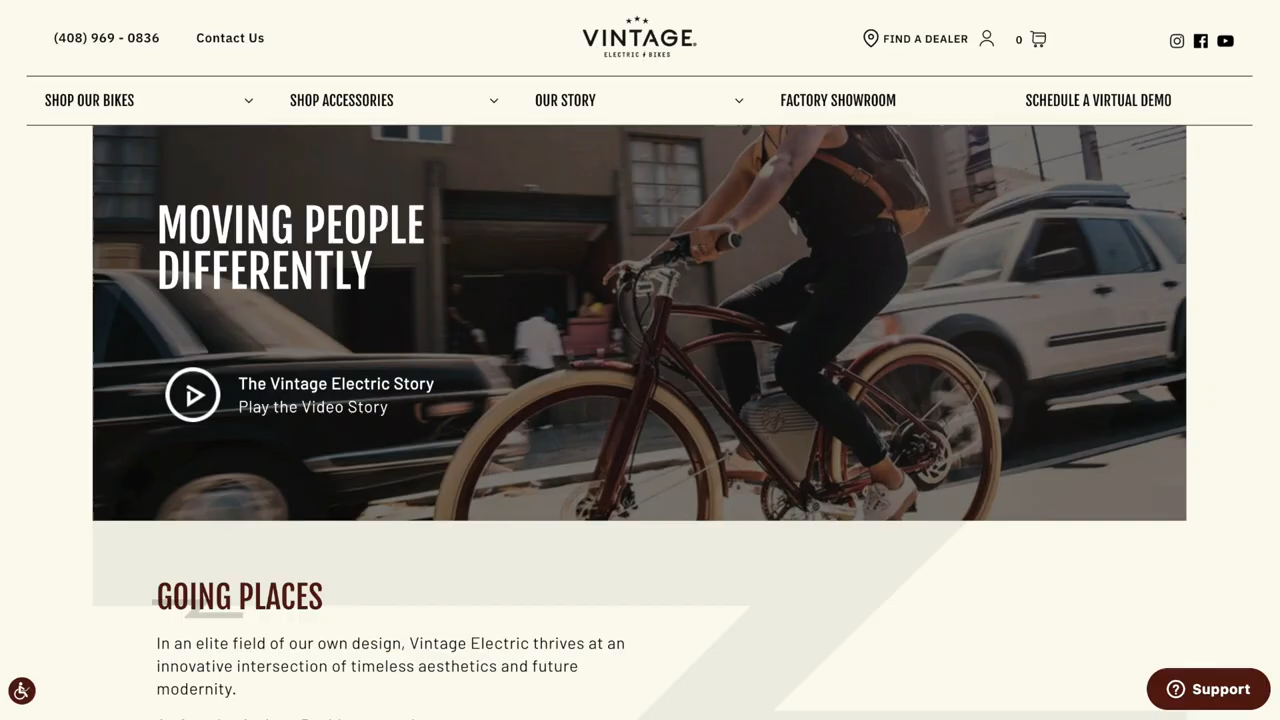 (408) 969 - 0836
Contact Us
VINTAGE
ELECTRIC BIKES
FIND A DEALER
0
SHOP OUR BIKES
SHOP ACCESSORIES
OUR STORY
FACTORY SHOWROOM
SCHEDULE A VIRTUAL DEMO
MOVING PEOPLE
DIFFERENTLY
The Vintage Electric Story
Play the Video Story
GOING PLACES
In an elite field of our own design, Vintage Electric thrives at an
innovative intersection of timeless aesthetics and future
modernity.
Support